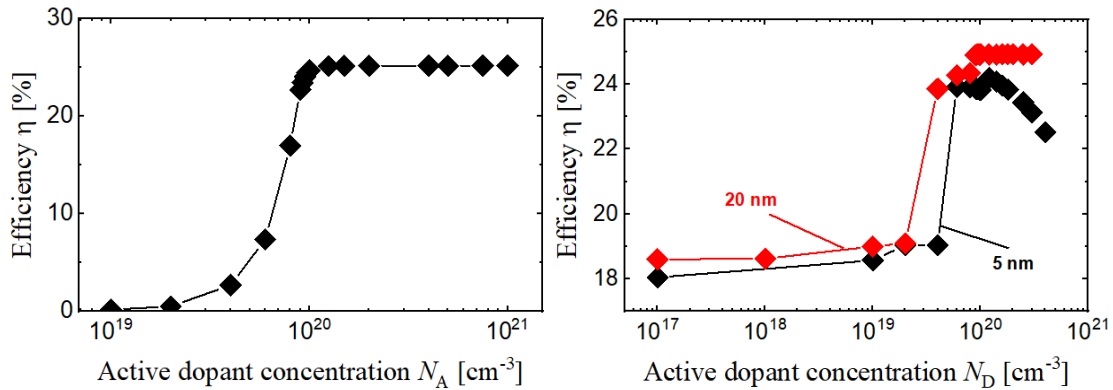 Efficiency η [%]
30
20
10
0
10^19
10^20
10^21
Active dopant concentration N_A [cm^-3]
Efficiency η [%]
26
24
22
20
18
20 nm
5 nm
10^17
10^18
10^19
10^20
10^21
Active dopant concentration N_D [cm^-3]